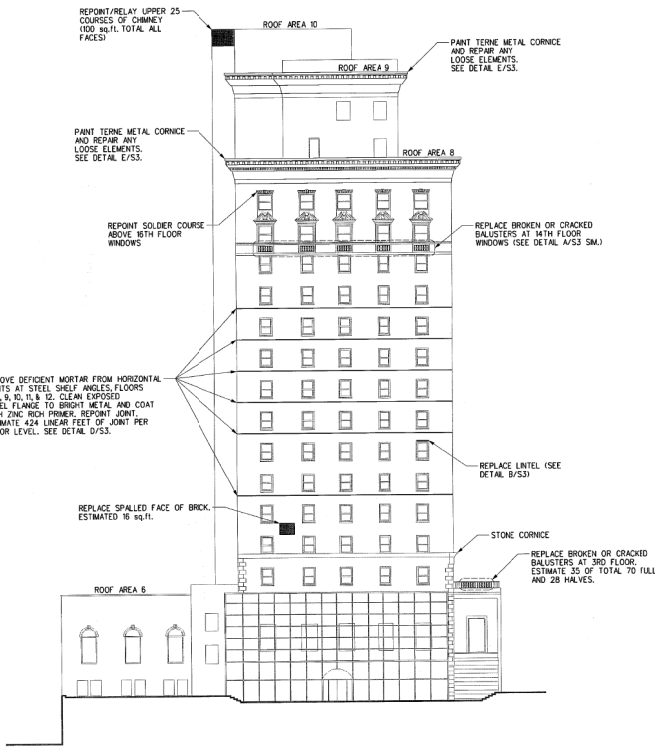 REPOINT/RELAY UPPER 25
COURSES OF CHIMNEY
(100 sq.ft. TOTAL ALL
FACES)
ROOF AREA 10
PAINT TERNE METAL CORNICE
AND REPAIR ANY
LOOSE ELEMENTS.
SEE DETAIL E/S3.
ROOF AREA 9
PAINT TERNE METAL CORNICE
AND REPAIR ANY
LOOSE ELEMENTS.
SEE DETAIL E/S3.
ROOF AREA 8
REPOINT SOLDIER COURSE
ABOVE 16TH FLOOR
WINDOWS
REPLACE BROKEN OR CRACKED
BALUSTERS AT 14TH FLOOR
WINDOWS (SEE DETAIL A/S3 SIM.)
OVE DEFICIENT MORTAR FROM HORIZONTAL
TS AT STEEL SHELF ANGLES, FLOORS
, 9, 10, 11, & 12. CLEAN EXPOSED
EL FLANGE TO BRIGHT METAL AND COAT
H ZINC RICH PRIMER. REPOINT JOINT.
IMATE 424 LINEAR FEET OF JOINT PER
OR LEVEL. SEE DETAIL D/S3.
REPLACE LINTEL (SEE
DETAIL B/S3)
REPLACE SPALLED FACE OF BRICK.
ESTIMATED 16 sq.ft.
STONE CORNICE
REPLACE BROKEN OR CRACKED
BALUSTERS AT 3RD FLOOR.
ESTIMATE 35 OF TOTAL 70 FULL
AND 28 HALVES.
ROOF AREA 6